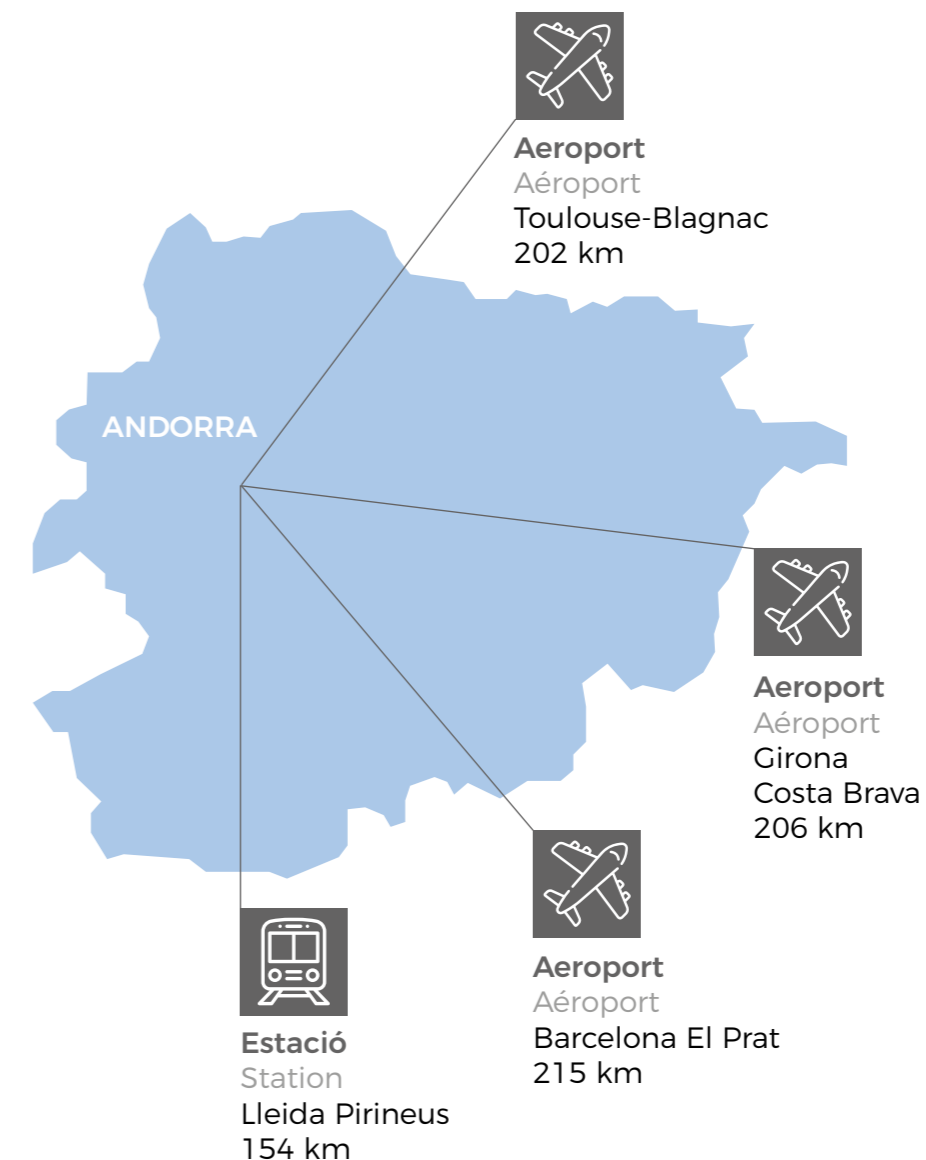 Aeroport
Aéroport
Toulouse-Blagnac
202 km
ANDORRA
Aeroport
Aéroport
Girona
Costa Brava
206 km
Aeroport
Aéroport
Barcelona El Prat
215 km
Estació
Station
Lleida Pirineus
154 km